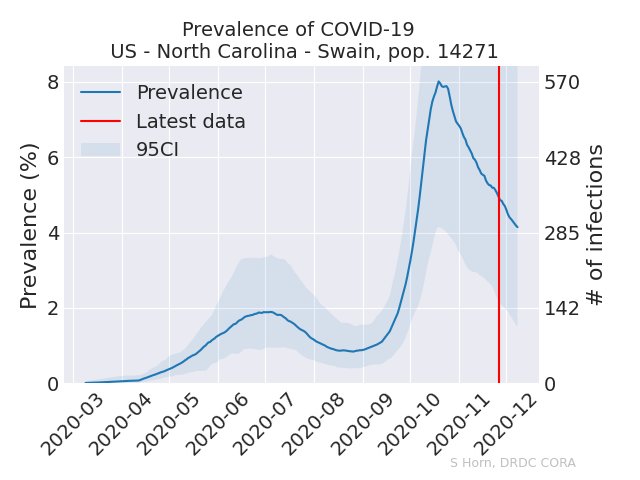 Prevalence of COVID-19
US - North Carolina - Swain, pop. 14271
Prevalence
Latest data
95CI
Prevalence (%)
8
6
4
2
0
570
428
285
142
0
# of infections
2020-03
2020-04
2020-05
2020-06
2020-07
2020-08
2020-09
2020-10
2020-11
2020-12
S Horn, DRDC CORA